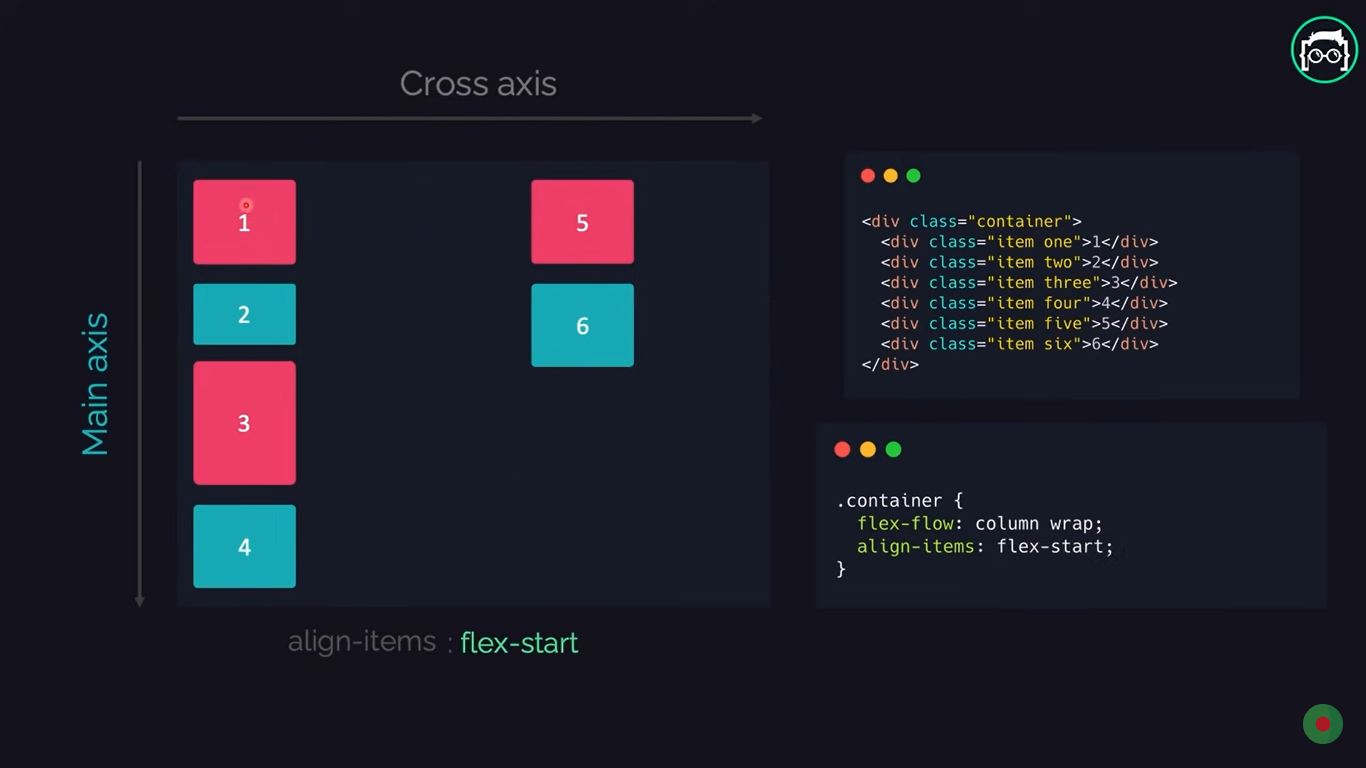 Cross axis
Main axis
1
2
3
4
5
6
align-items : flex-start
<div class="container">
<div class="item one">1</div>
<div class="item two">2</div>
<div class="item three">3</div>
<div class="item four">4</div>
<div class="item five">5</div>
<div class="item six">6</div>
</div>
.container {
flex-flow: column wrap;
align-items: flex-start;
}